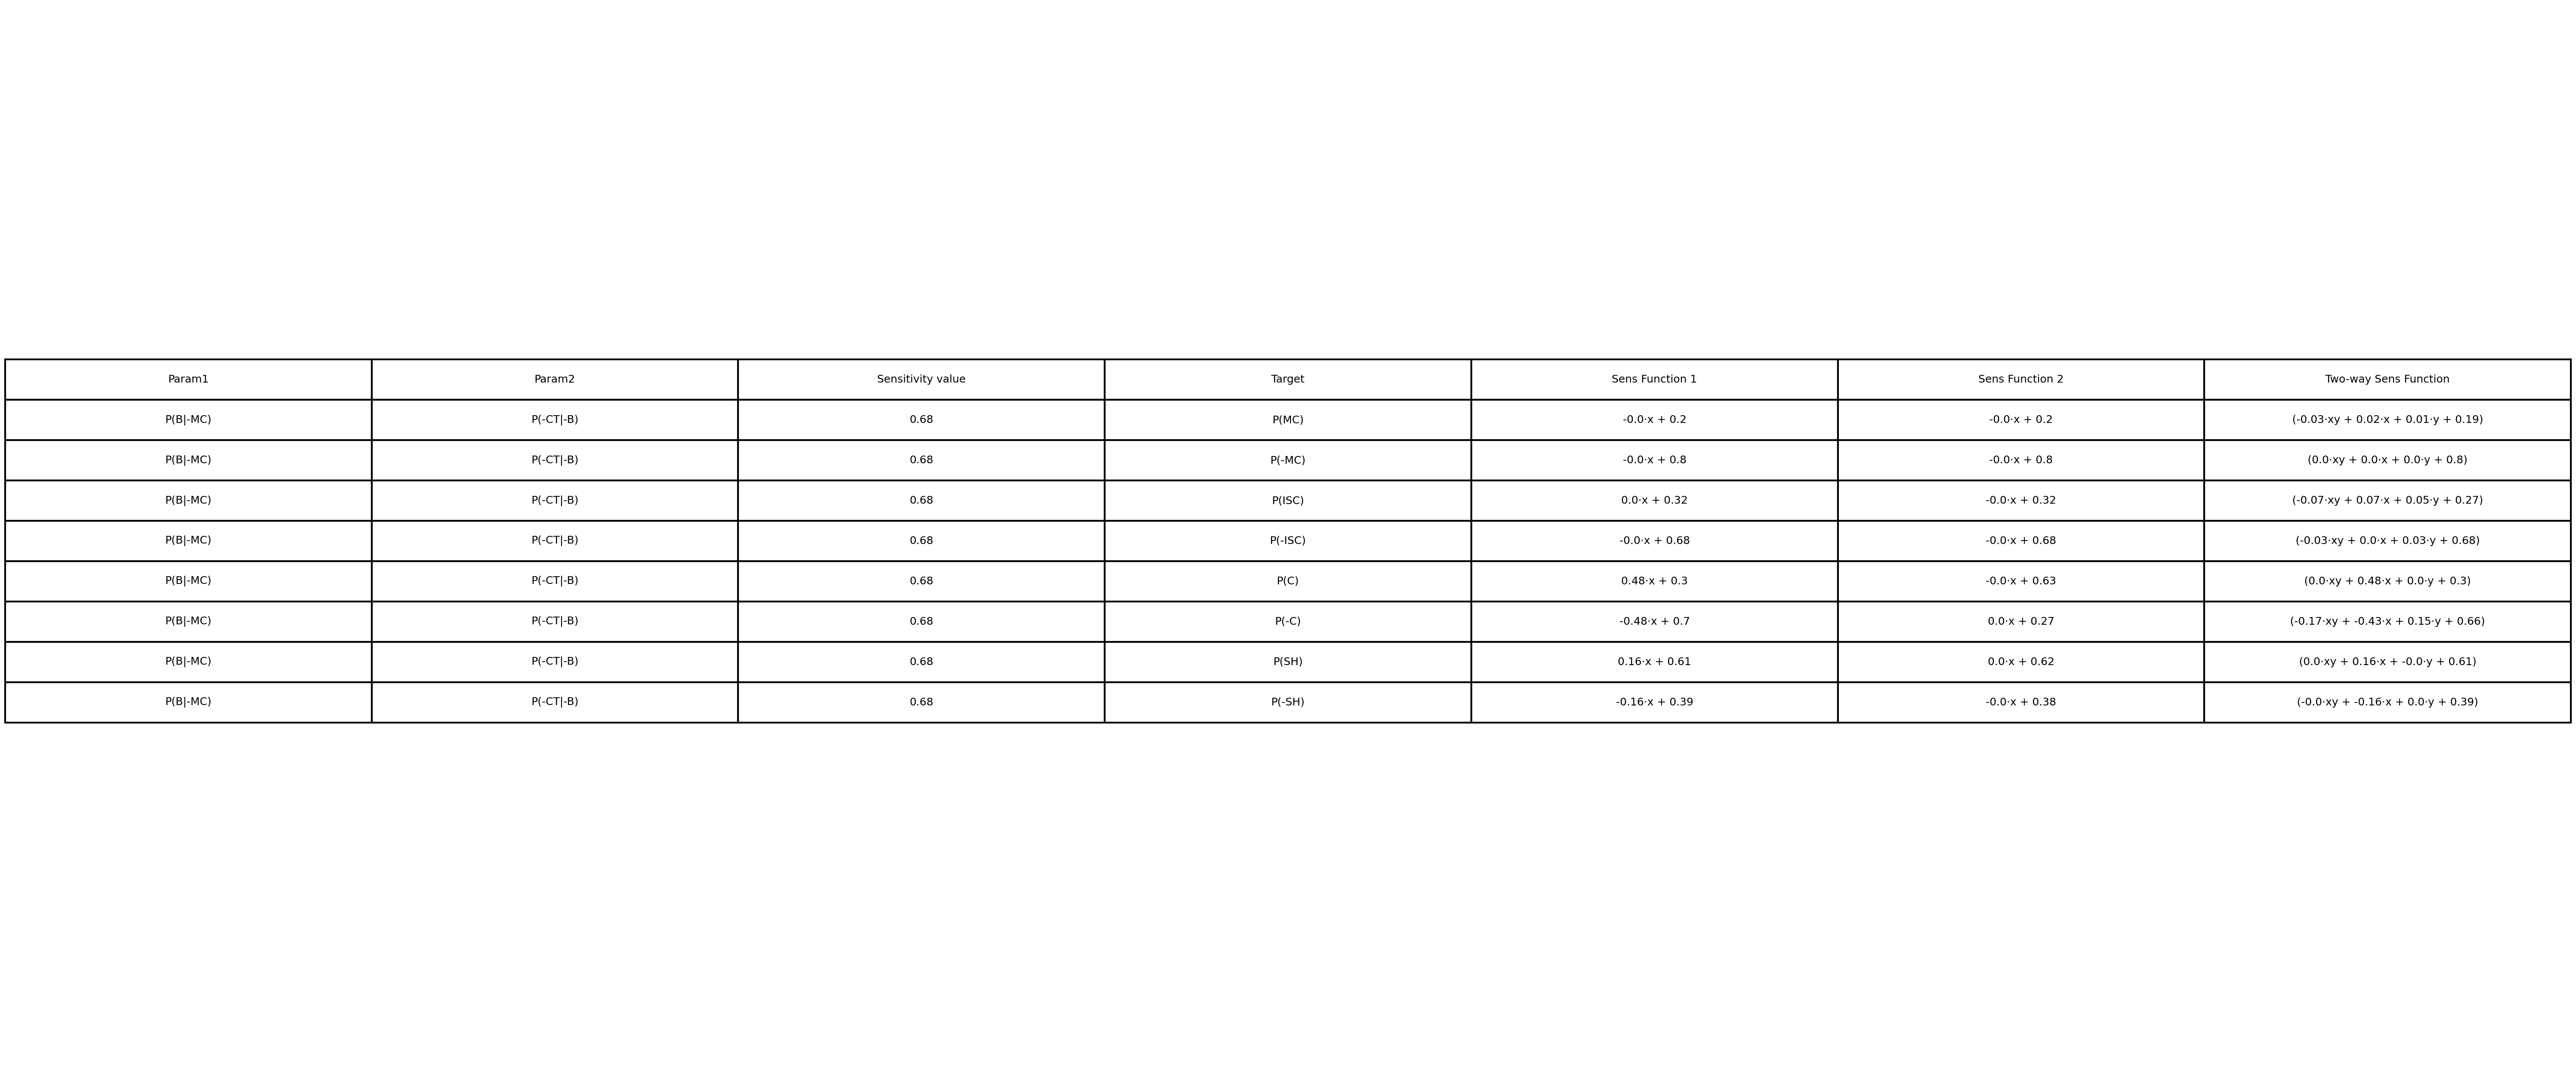 Param1 Param2 Sensitivity value Target Sens Function 1 Sens Function 2 Two-way Sens Function
P(B|-MC) P(-CT|-B) 0.68 P(MC) -0.0·x + 0.2 -0.0·x + 0.2 (-0.03·xy + 0.02·x + 0.01·y + 0.19)
P(B|-MC) P(-CT|-B) 0.68 P(-MC) -0.0·x + 0.8 -0.0·x + 0.8 (0.0·xy + 0.0·x + 0.0·y + 0.8)
P(B|-MC) P(-CT|-B) 0.68 P(ISC) 0.0·x + 0.32 -0.0·x + 0.32 (-0.07·xy + 0.07·x + 0.05·y + 0.27)
P(B|-MC) P(-CT|-B) 0.68 P(-ISC) -0.0·x + 0.68 -0.0·x + 0.68 (-0.03·xy + 0.0·x + 0.03·y + 0.68)
P(B|-MC) P(-CT|-B) 0.68 P(C) 0.48·x + 0.3 -0.0·x + 0.63 (0.0·xy + 0.48·x + 0.0·y + 0.3)
P(B|-MC) P(-CT|-B) 0.68 P(-C) -0.48·x + 0.7 0.0·x + 0.27 (-0.17·xy + -0.43·x + 0.15·y + 0.66)
P(B|-MC) P(-CT|-B) 0.68 P(SH) 0.16·x + 0.61 0.0·x + 0.62 (0.0·xy + 0.16·x + -0.0·y + 0.61)
P(B|-MC) P(-CT|-B) 0.68 P(-SH) -0.16·x + 0.39 -0.0·x + 0.38 (-0.0·xy + -0.16·x + 0.0·y + 0.39)